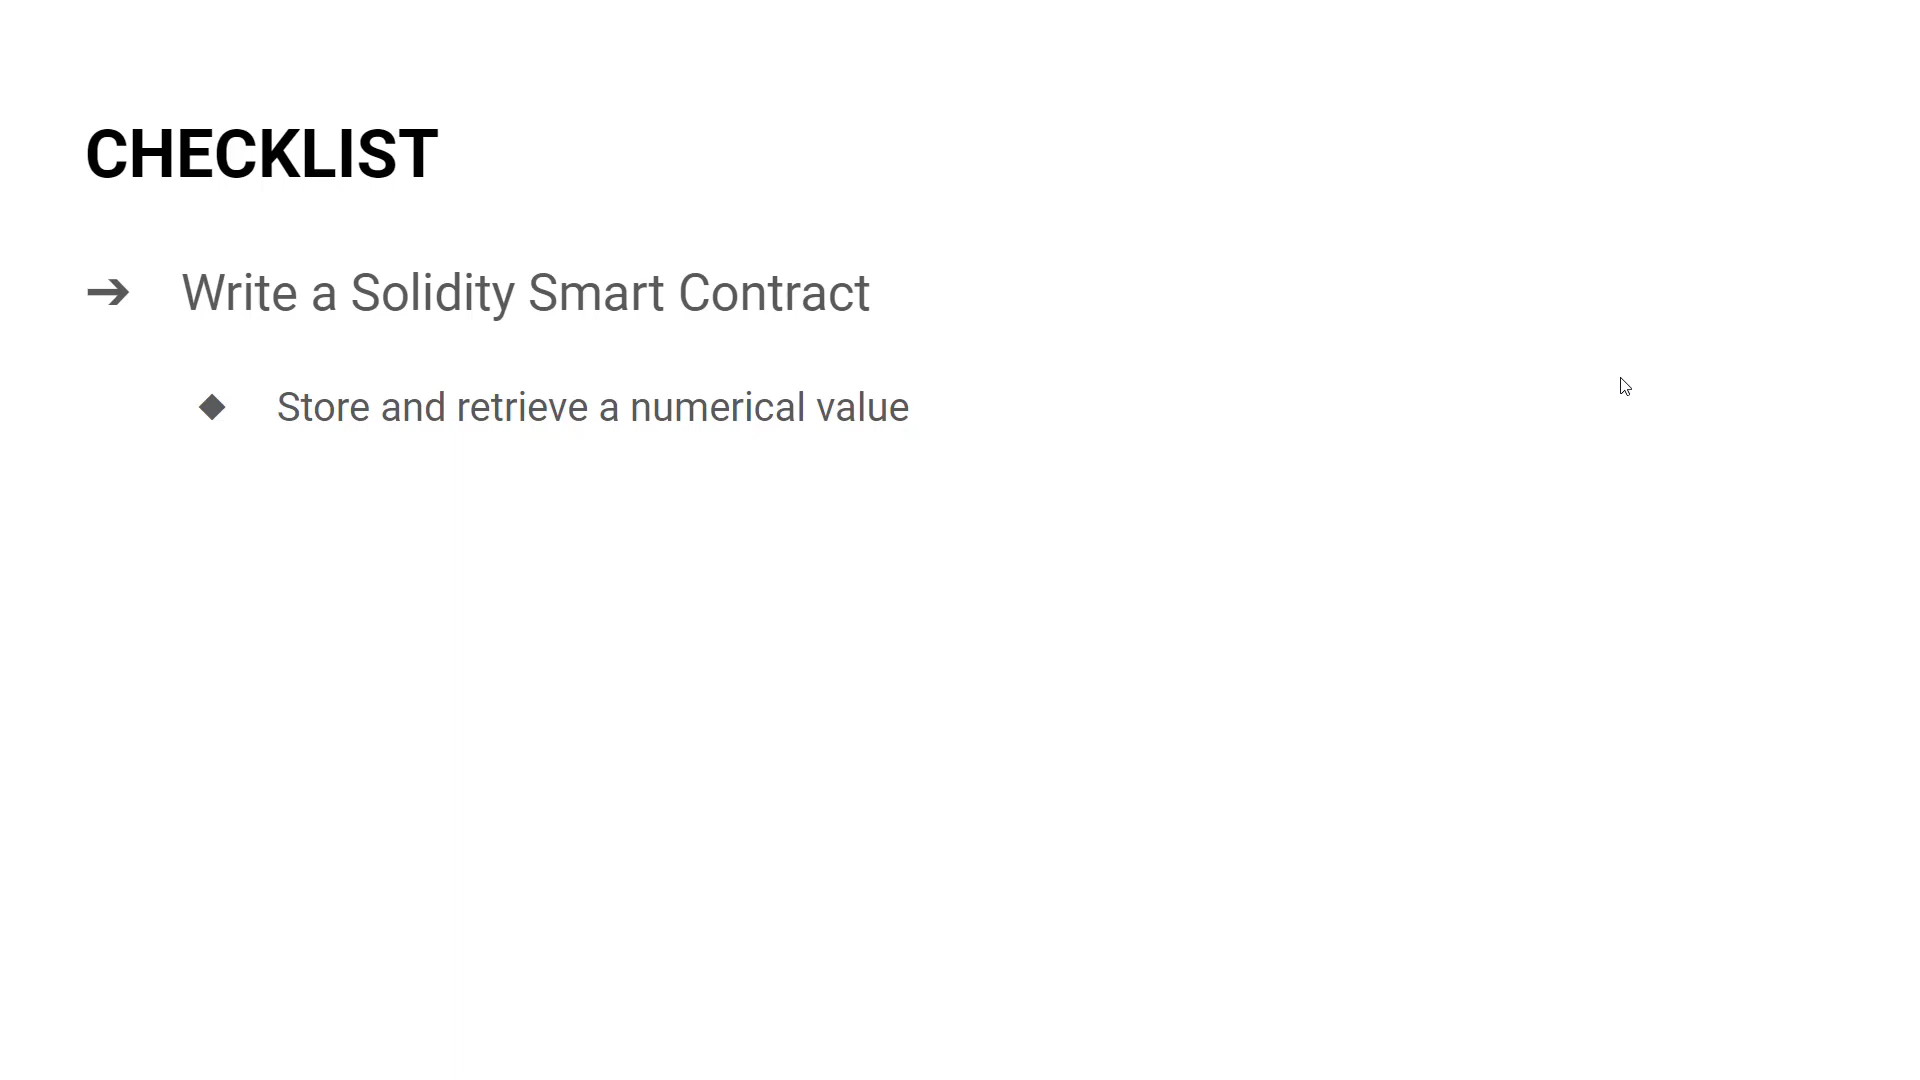 CHECKLIST
➔ Write a Solidity Smart Contract
◆ Store and retrieve a numerical value